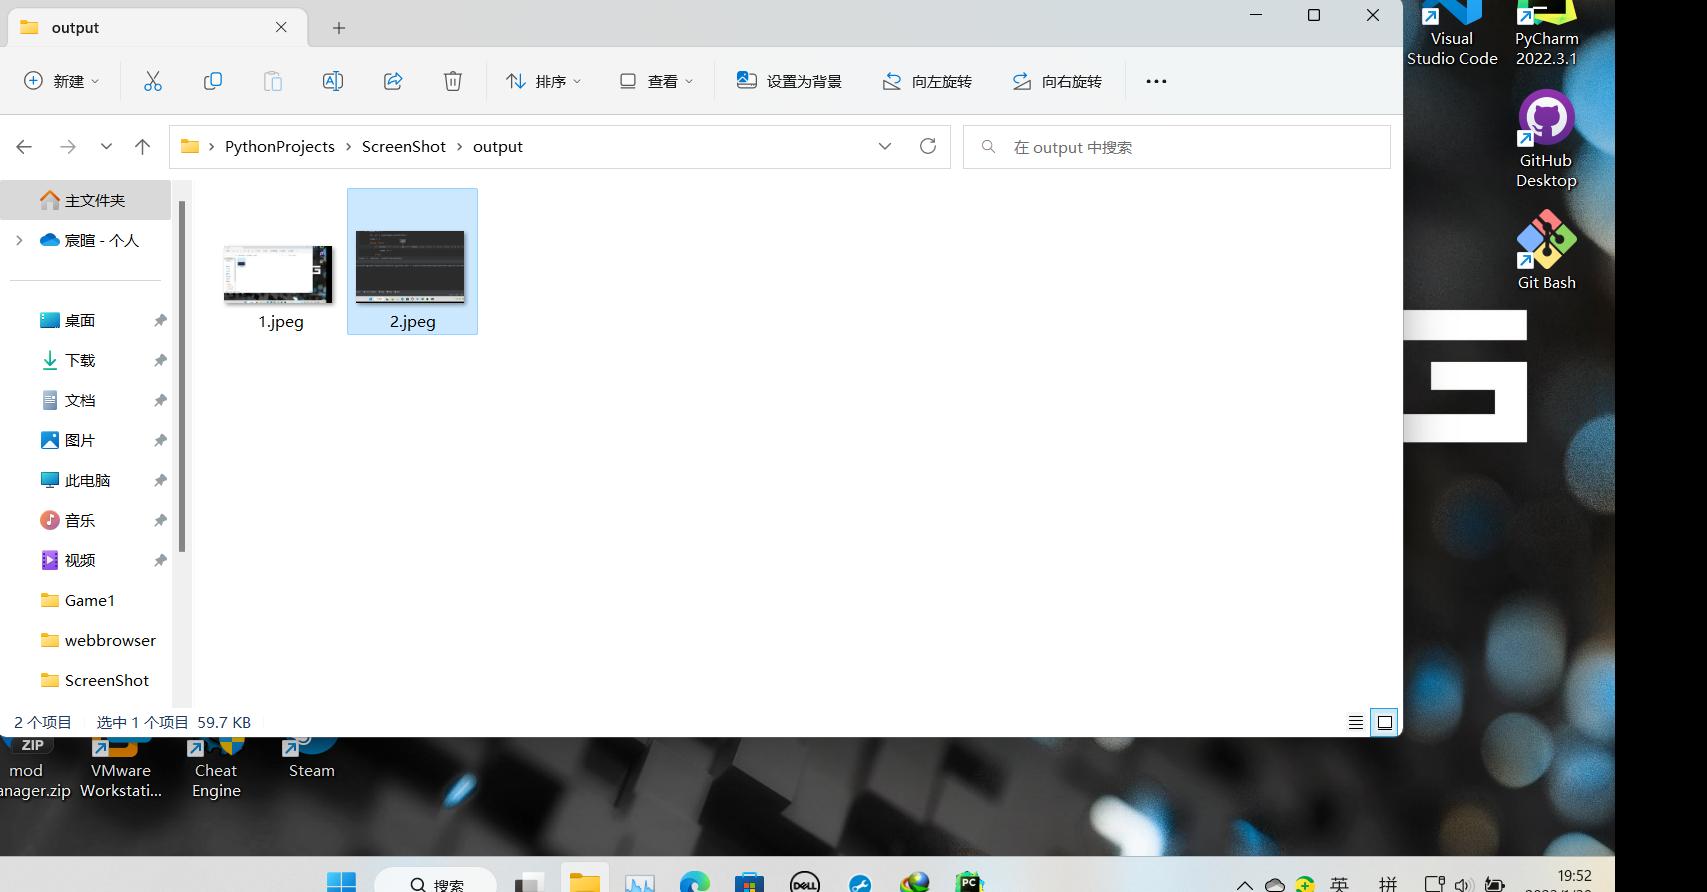 output
新建
排序
查看
设置为背景
向左旋转
向右旋转
PythonProjects
ScreenShot
output
在 output 中搜索
主文件夹
宸暄 - 个人
桌面
下载
文档
图片
此电脑
音乐
视频
Game1
webbrowser
ScreenShot
1.jpeg
2.jpeg
2 个项目
选中 1 个项目 59.7 KB
Visual
Studio Code
PyCharm
2022.3.1
GitHub
Desktop
Git Bash
ZIP
mod
anager.zip
VMware
Workstati...
Cheat
Engine
Steam
搜索
DELL
PC
英
拼
19:52